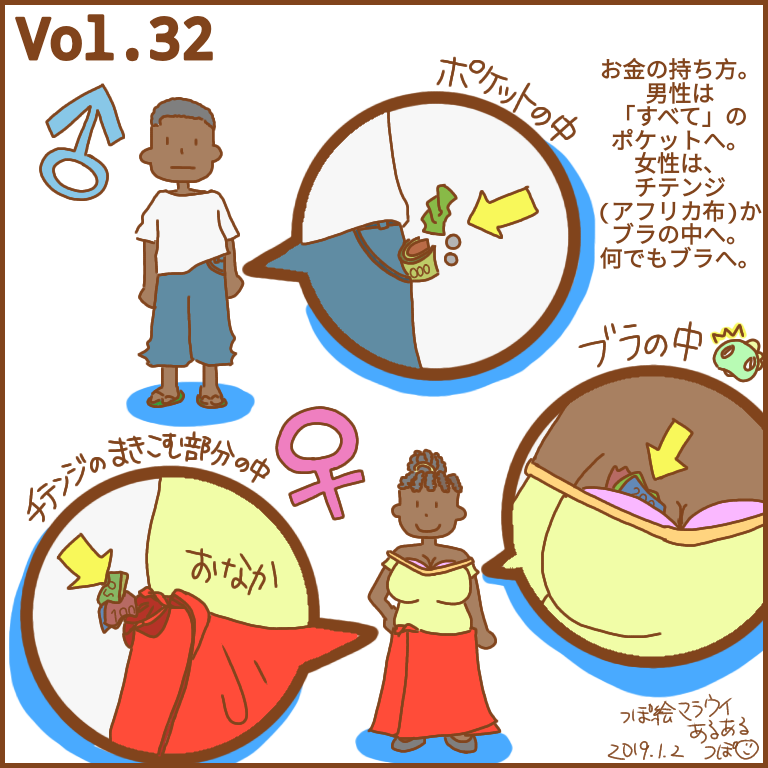 Vol.32
ポケットの中
お金の持ち方。
男性は
「すべて」の
ポケットへ。
女性は、
チテンジ
(アフリカ布)か
ブラの中へ。
何でもブラへ。
000
ブラの中
200
チテンジのまきこむ部分の中
おなか
50
100
つぼ絵マラウイ
あるある
2019.1.2 つぼ